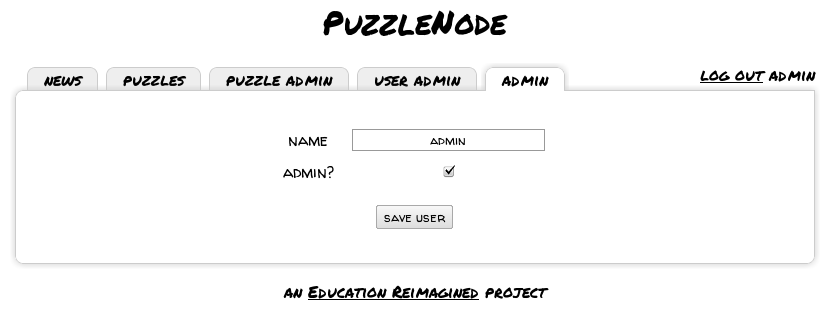 PuzzleNode
NEWS PUZZLES PUZZLE ADMIN USER ADMIN ADMIN LOG OUT ADMIN
NAME ADMIN
ADMIN?
SAVE USER
AN Education Reimagined PROJECT